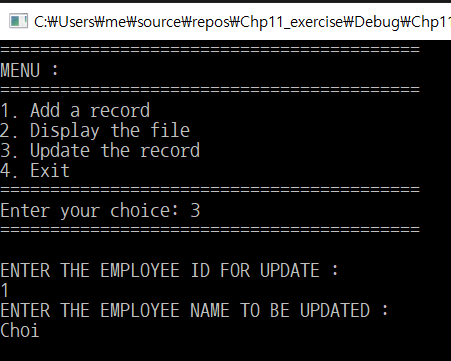 C:₩Users₩me₩source₩repos₩Chp11_exercise₩Debug₩Chp11
==========================================
MENU :
==========================================
1. Add a record
2. Display the file
3. Update the record
4. Exit
==========================================
Enter your choice: 3
==========================================
ENTER THE EMPLOYEE ID FOR UPDATE :
1
ENTER THE EMPLOYEE NAME TO BE UPDATED :
Choi